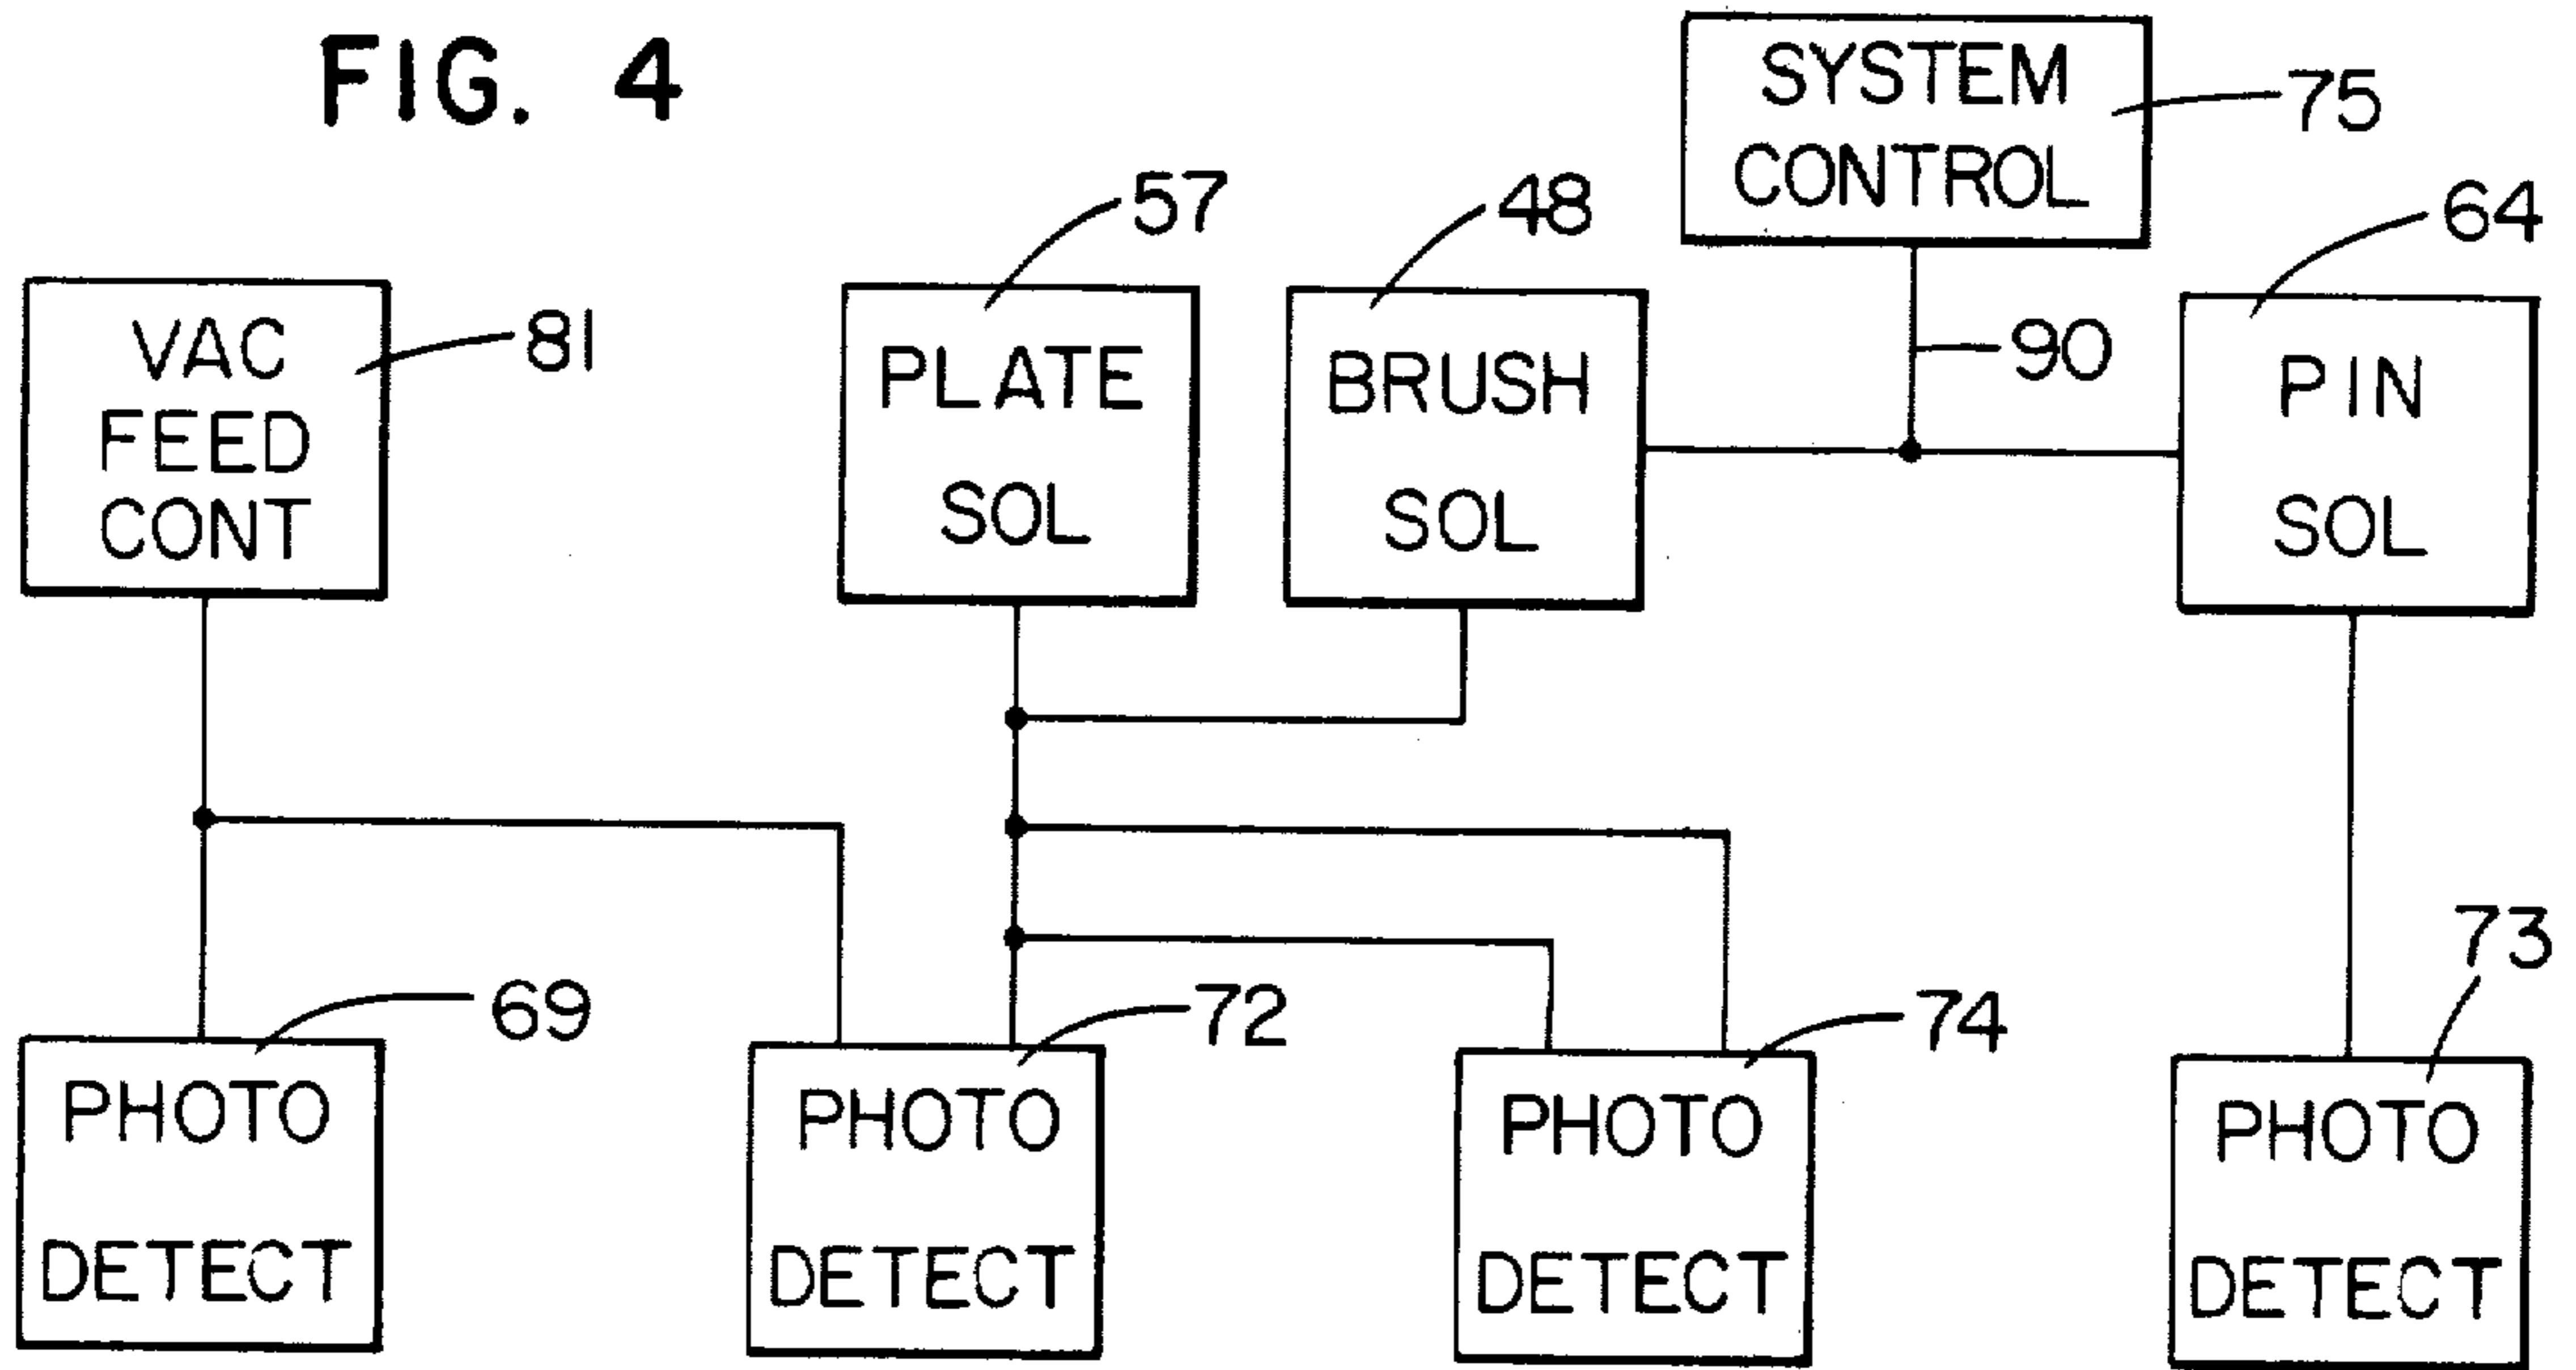 FIG. 4
SYSTEM
CONTROL
75
57
48
64
VAC
FEED
CONT
81
PLATE
SOL
BRUSH
SOL
90
PIN
SOL
69
72
74
73
PHOTO
DETECT
PHOTO
DETECT
PHOTO
DETECT
PHOTO
DETECT